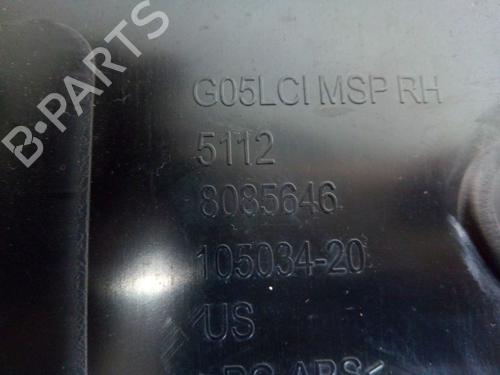 B-PARTS
G05LCI MSP RH
5112
8085646
105034-20
US